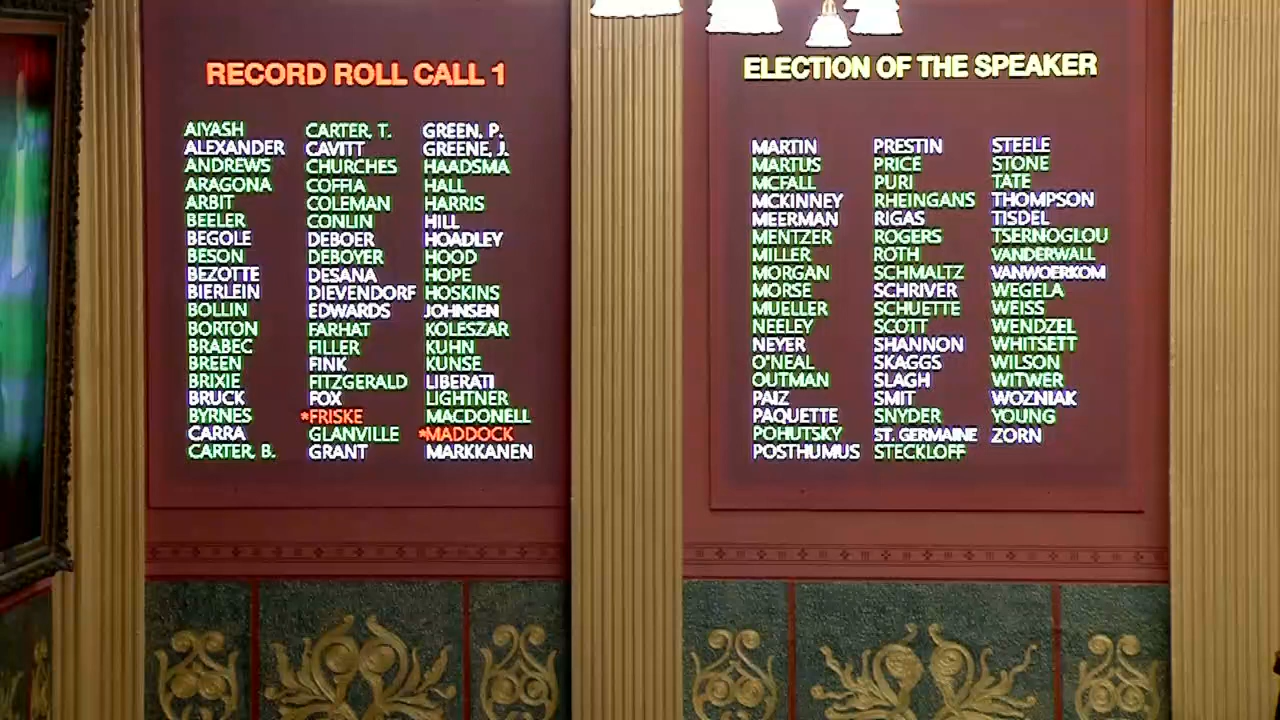 RECORD ROLL CALL 1
AIYASH CARTER, T. GREEN, P.
ALEXANDER CAVITT GREENE, J.
ANDREWS CHURCHES HAADSMA
ARAGONA COFFIA HALL
ARBIT COLEMAN HARRIS
BEELER CONLIN HILL
BEGOLE DEBOER HOADLEY
BESON DEBOYER HOOD
BEZOTTE DESANA HOPE
BIERLEIN DIEVENDORF HOSKINS
BOLLIN EDWARDS JOHNSEN
BORTON FARHAT KOLESZAR
BRABEC FILLER KUHN
BREEN FINK KUNSE
BRIXIE FITZGERALD LIBERATI
BRUCK FOX LIGHTNER
BYRNES *FRISKE MACDONELL
CARRA GLANVILLE *MADDOCK
CARTER, B. GRANT MARKKANEN
ELECTION OF THE SPEAKER
MARTIN PRESTIN STEELE
MARTUS PRICE STONE
MCFALL PURI TATE
MCKINNEY RHEINGANS THOMPSON
MEERMAN RIGAS TISDEL
MENTZER ROGERS TSERNOGLOU
MILLER ROTH VANDERWALL
MORGAN SCHMALTZ VANWOERKOM
MORSE SCHRIVER WEGELA
MUELLER SCHUETTE WEISS
NEELEY SCOTT WENDZEL
NEYER SHANNON WHITSETT
O'NEAL SKAGGS WILSON
OUTMAN SLAGH WITWER
PAIZ SMIT WOZNIAK
PAQUETTE SNYDER YOUNG
POHUTSKY ST. GERMAINE ZORN
POSTHUMUS STECKLOFF